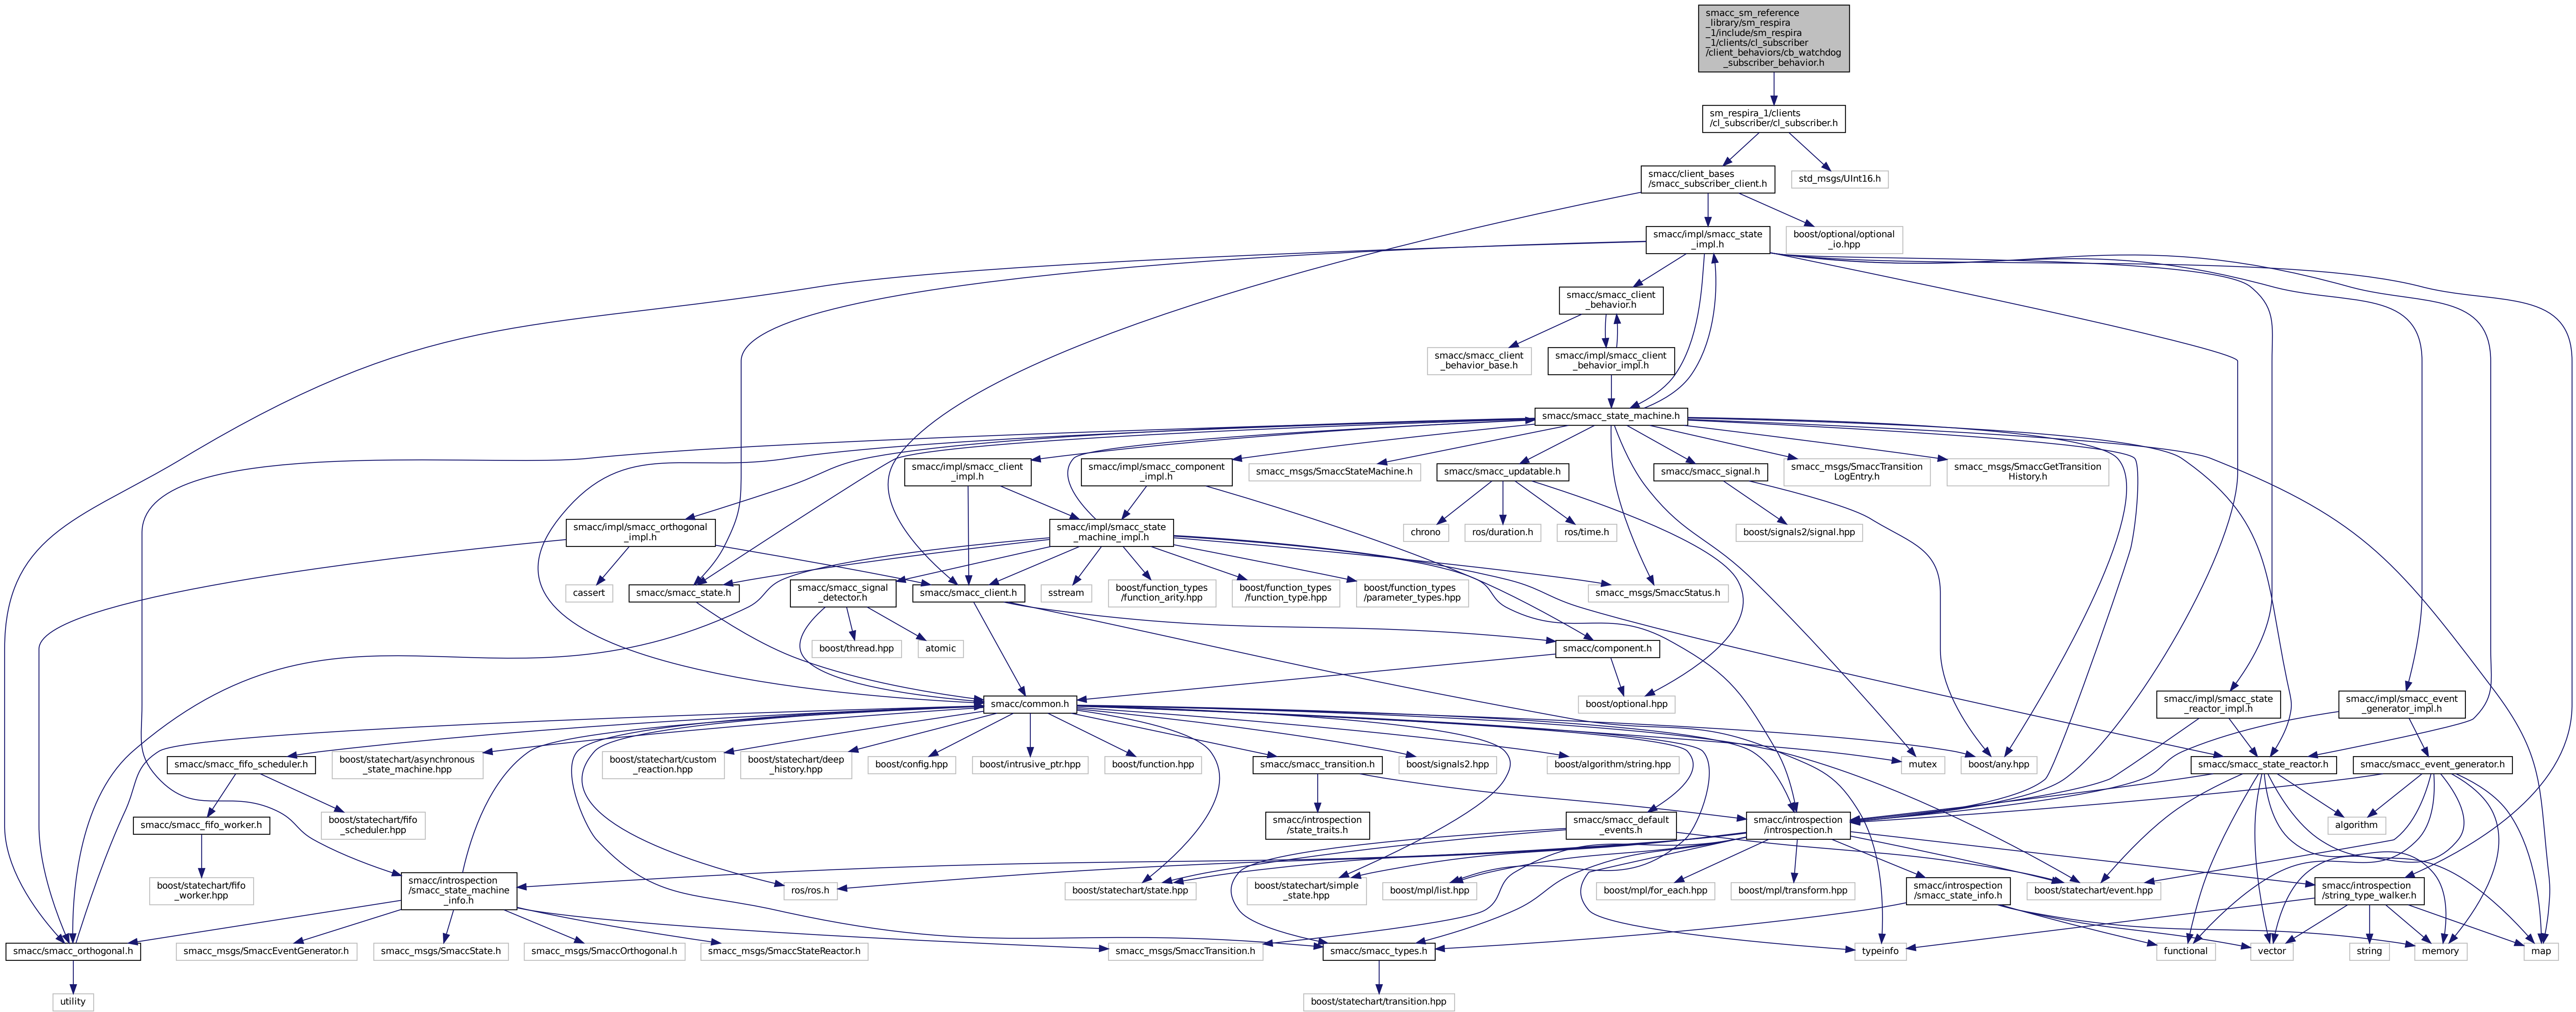 smacc_sm_reference
_library/sm_respira
_1/include/sm_respira
_1/clients/cl_subscriber
/client_behaviors/cb_watchdog
_subscriber_behavior.h
sm_respira_1/clients
/cl_subscriber/cl_subscriber.h
smacc/client_bases
/smacc_subscriber_client.h
std_msgs/UInt16.h
smacc/impl/smacc_state
_impl.h
boost/optional/optional
_io.hpp
smacc/smacc_client
_behavior.h
smacc/smacc_client
_behavior_base.h
smacc/impl/smacc_client
_behavior_impl.h
smacc/smacc_state_machine.h
smacc/impl/smacc_client
_impl.h
smacc/impl/smacc_component
_impl.h
smacc_msgs/SmaccStateMachine.h
smacc/smacc_updatable.h
smacc/smacc_signal.h
smacc_msgs/SmaccTransition
LogEntry.h
smacc_msgs/SmaccGetTransition
History.h
smacc/impl/smacc_orthogonal
_impl.h
smacc/impl/smacc_state
_machine_impl.h
chrono
ros/duration.h
ros/time.h
boost/signals2/signal.hpp
cassert
smacc/smacc_state.h
smacc/smacc_signal
_detector.h
smacc/smacc_client.h
sstream
boost/function_types
/function_arity.hpp
boost/function_types
/function_type.hpp
boost/function_types
/parameter_types.hpp
smacc_msgs/SmaccStatus.h
boost/thread.hpp
atomic
smacc/component.h
smacc/common.h
boost/optional.hpp
smacc/impl/smacc_state
_reactor_impl.h
smacc/impl/smacc_event
_generator_impl.h
smacc/smacc_fifo_scheduler.h
boost/statechart/asynchronous
_state_machine.hpp
boost/statechart/custom
_reaction.hpp
boost/statechart/deep
_history.hpp
boost/config.hpp
boost/intrusive_ptr.hpp
boost/function.hpp
smacc/smacc_transition.h
boost/signals2.hpp
boost/algorithm/string.hpp
mutex
boost/any.hpp
smacc/smacc_state_reactor.h
smacc/smacc_event_generator.h
smacc/smacc_fifo_worker.h
boost/statechart/fifo
_scheduler.hpp
smacc/introspection
/state_traits.h
smacc/smacc_default
_events.h
smacc/introspection
/introspection.h
algorithm
boost/statechart/fifo
_worker.hpp
smacc/introspection
/smacc_state_machine
_info.h
ros/ros.h
boost/statechart/state.hpp
boost/statechart/simple
_state.hpp
boost/mpl/list.hpp
boost/mpl/for_each.hpp
boost/mpl/transform.hpp
smacc/introspection
/smacc_state_info.h
boost/statechart/event.hpp
smacc/introspection
/string_type_walker.h
smacc/smacc_orthogonal.h
smacc_msgs/SmaccEventGenerator.h
smacc_msgs/SmaccState.h
smacc_msgs/SmaccOrthogonal.h
smacc_msgs/SmaccStateReactor.h
smacc_msgs/SmaccTransition.h
smacc/smacc_types.h
typeinfo
functional
vector
string
memory
map
utility
boost/statechart/transition.hpp